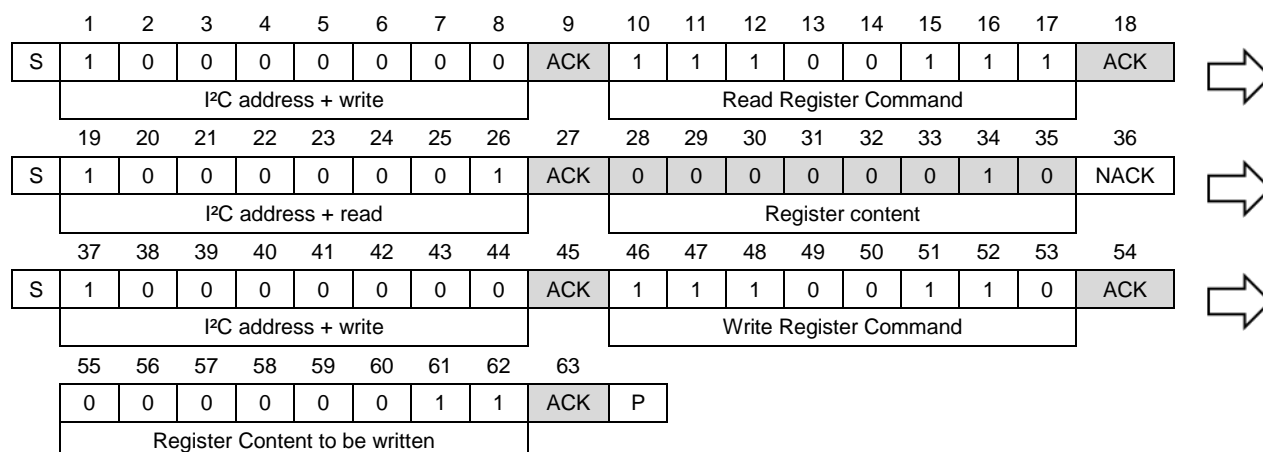 1 2 3 4 5 6 7 8 9 10 11 12 13 14 15 16 17 18
S 1 0 0 0 0 0 0 0 ACK 1 1 1 0 0 1 1 1 ACK
I²C address + write Read Register Command
19 20 21 22 23 24 25 26 27 28 29 30 31 32 33 34 35 36
S 1 0 0 0 0 0 0 1 ACK 0 0 0 0 0 0 1 0 NACK
I²C address + read Register content
37 38 39 40 41 42 43 44 45 46 47 48 49 50 51 52 53 54
S 1 0 0 0 0 0 0 0 ACK 1 1 1 0 0 1 1 0 ACK
I²C address + write Write Register Command
55 56 57 58 59 60 61 62 63
0 0 0 0 0 0 1 1 ACK P
Register Content to be written